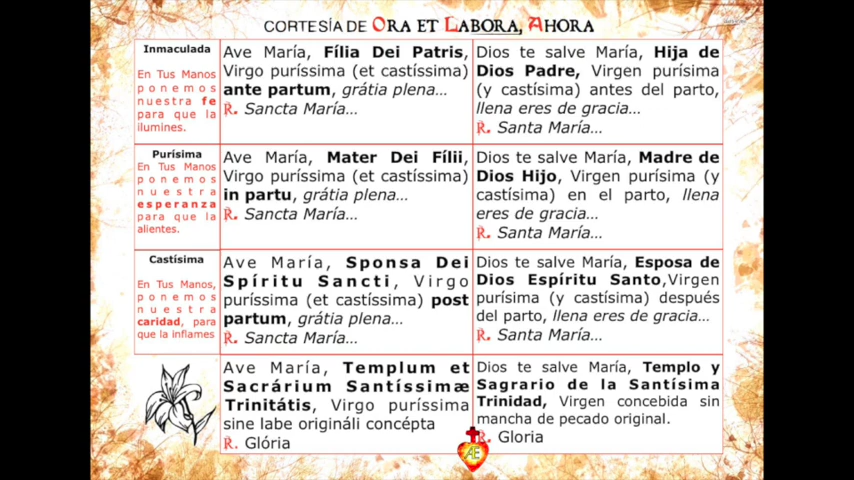 CORTESÍA DE ORA ET LABORA, AHORA
Inmaculada
En Tus Manos
ponemos
nuestra fe
para que la
ilumines.
Ave María, Fília Dei Patris,
Virgo puríssima (et castíssima)
ante partum, grátia plena...
℟. Sancta María...
Dios te salve María, Hija de
Dios Padre, Virgen purísima
(y castísima) antes del parto,
llena eres de gracia...
℟. Santa María...
Purísima
En Tus Manos
ponemos
nuestra
esperanza
para que la
alientes.
Ave María, Mater Dei Fílii,
Virgo puríssima (et castíssima)
in partu, grátia plena...
℟. Sancta María...
Dios te salve María, Madre de
Dios Hijo, Virgen purísima (y
castísima) en el parto, llena
eres de gracia...
℟. Santa María...
Castísima
En Tus Manos,
ponemos
nuestra
caridad, para
que la inflames
Ave María, Sponsa Dei
Spíritu Sancti, Virgo
puríssima (et castíssima) post
partum, grátia plena...
℟. Sancta María...
Dios te salve María, Esposa de
Dios Espíritu Santo,Virgen
purísima (y castísima) después
del parto, llena eres de gracia...
℟. Santa María...
Ave María, Templum et
Sacrárium Santíssimæ
Trinitátis, Virgo puríssima
sine labe origináli concépta
℟. Glória
Dios te salve María, Templo y
Sagrario de la Santísima
Trinidad, Virgen concebida sin
mancha de pecado original.
℟. Gloria
Æ